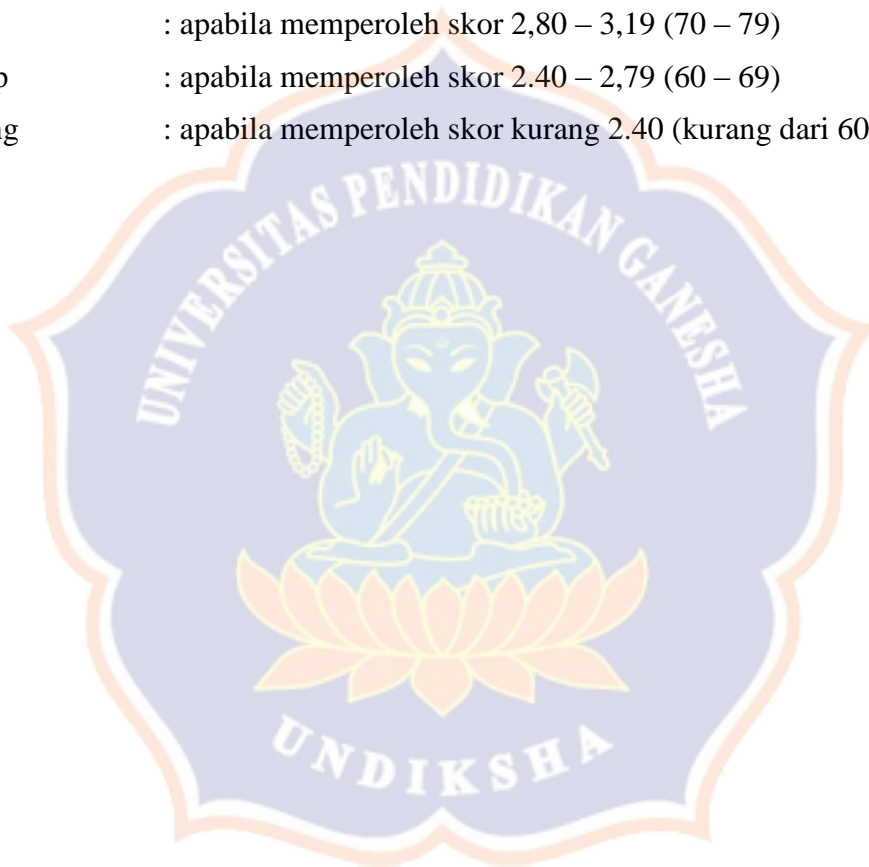 : apabila memperoleh skor 2,80 – 3,19 (70 – 79)
p : apabila memperoleh skor 2.40 – 2,79 (60 – 69)
ng : apabila memperoleh skor kurang 2.40 (kurang dari 60
UNIVERSITAS PENDIDIKAN GANESHA
UNDIKSHA